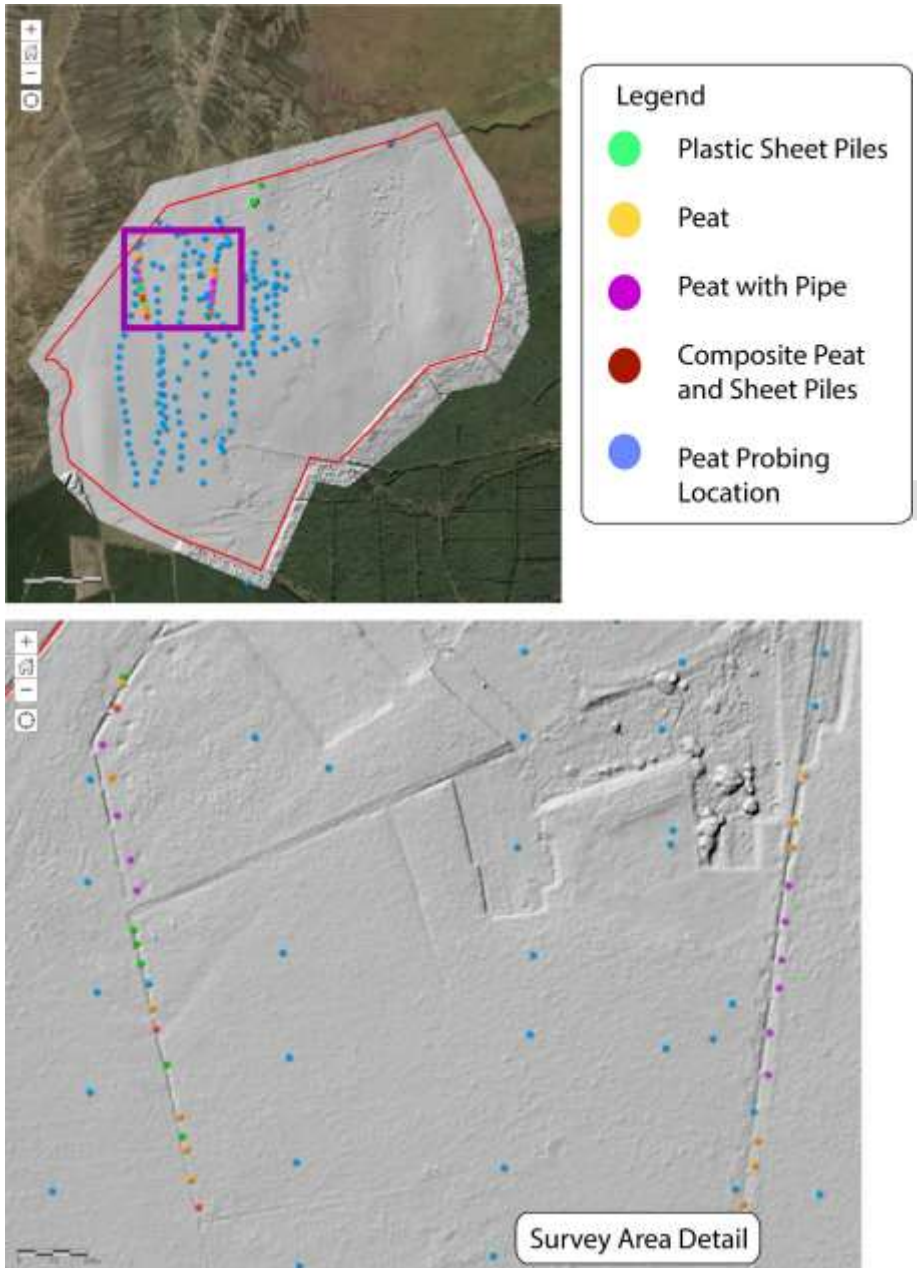 Legend
Plastic Sheet Piles
Peat
Peat with Pipe
Composite Peat
and Sheet Piles
Peat Probing
Location
Survey Area Detail